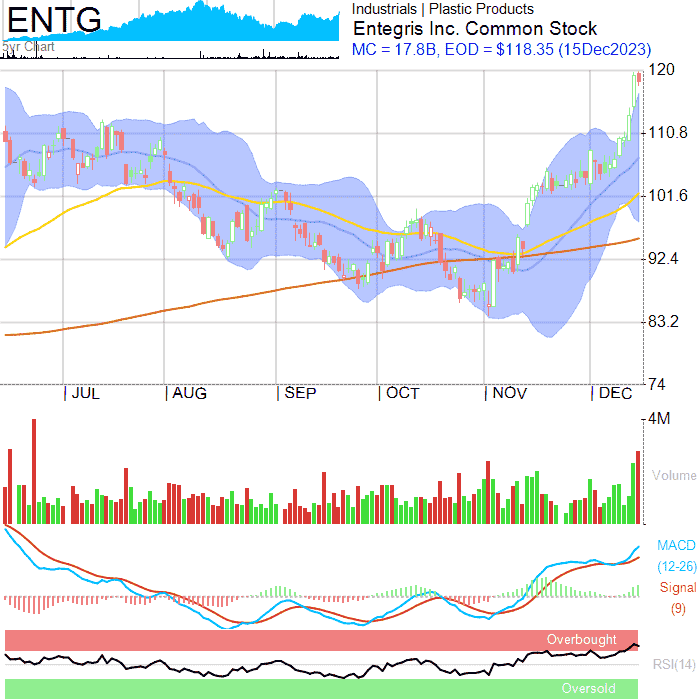 ENTG
5yr Chart
Industrials | Plastic Products
Entegris Inc. Common Stock
MC = 17.8B, EOD = $118.35 (15Dec2023)
120
110.8
101.6
92.4
83.2
74
JUL AUG SEP OCT NOV DEC
4M
Volume
MACD
(12-26)
Signal
(9)
Overbought
RSI(14)
Oversold